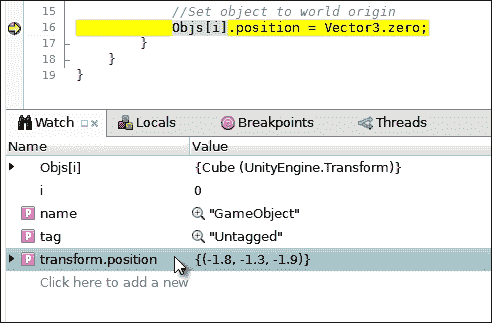 15 //Set object to world origin
16 Objs[i].position = Vector3.zero;
17 }
18 }
19 }
Watch Locals Breakpoints Threads
Name Value
Objs[i] {Cube (UnityEngine.Transform)}
i 0
P name "GameObject"
P tag "Untagged"
P transform.position {(-1.8, -1.3, -1.9)}
Click here to add a new